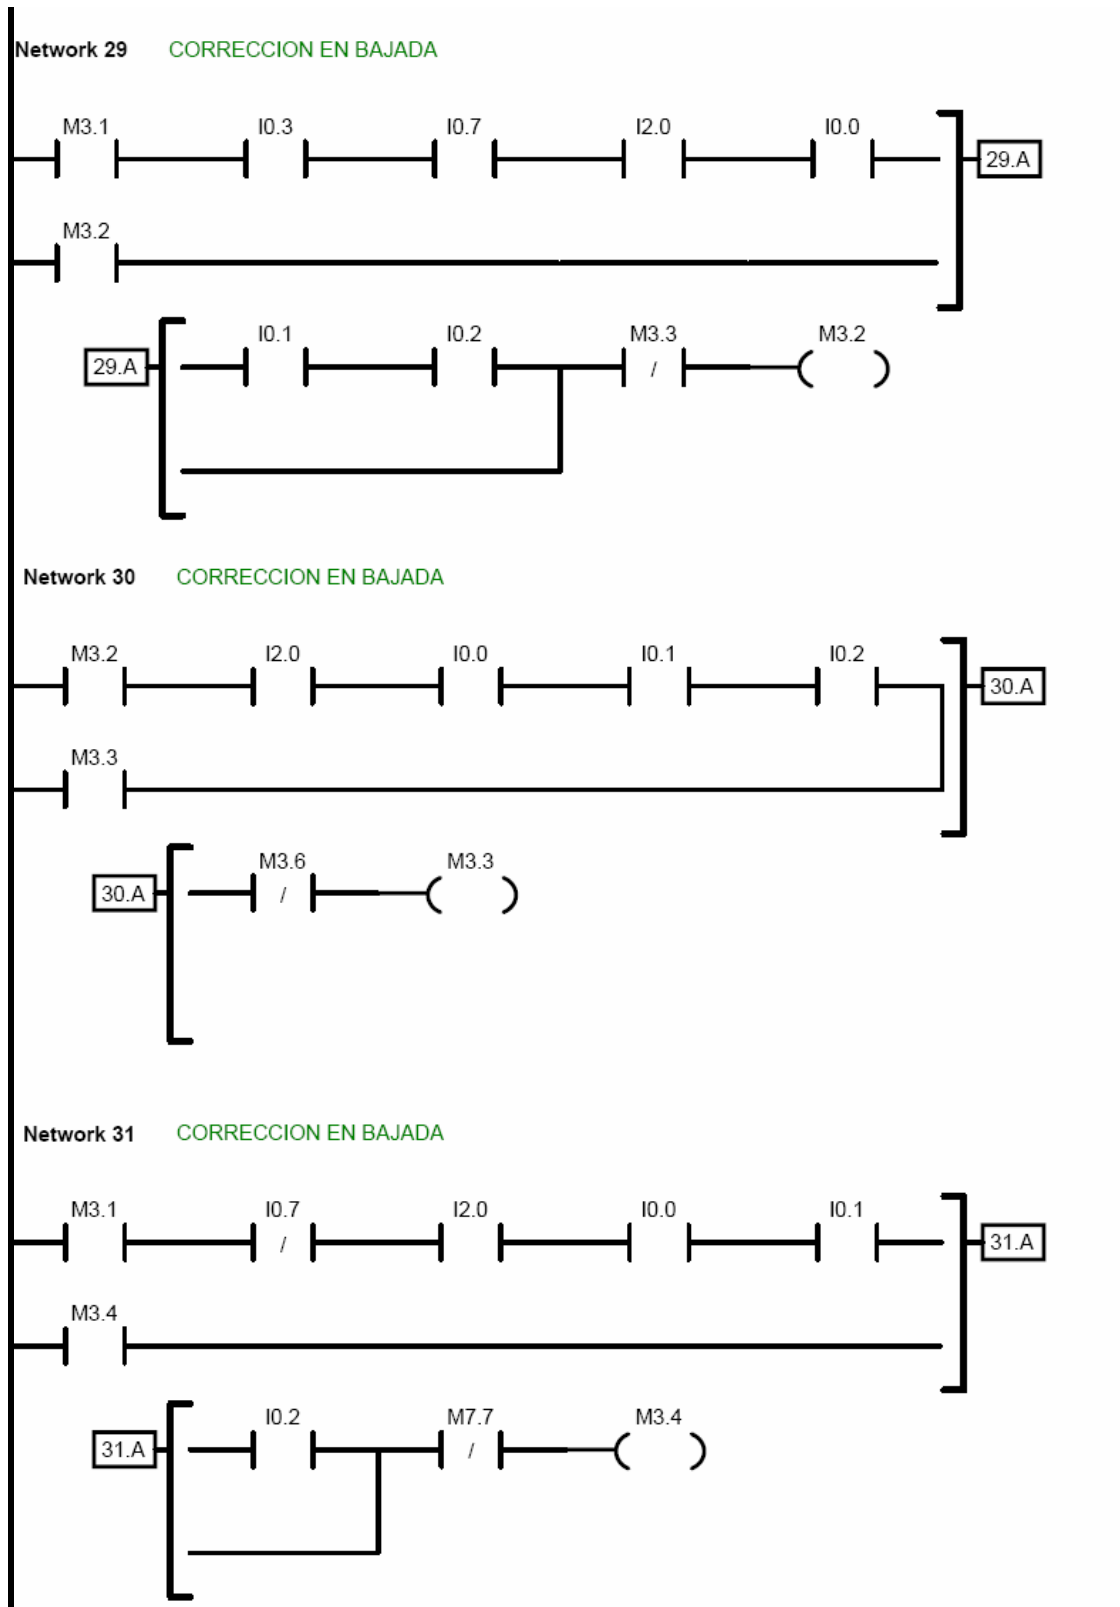 Network 29 CORRECCION EN BAJADA
M3.1 I0.3 I0.7 I2.0 I0.0
29.A
M3.2
I0.1 I0.2 M3.3 M3.2
29.A /
Network 30 CORRECCION EN BAJADA
M3.2 I2.0 I0.0 I0.1 I0.2
30.A
M3.3
M3.6 M3.3
30.A /
Network 31 CORRECCION EN BAJADA
M3.1 I0.7 I2.0 I0.0 I0.1
/ 31.A
M3.4
I0.2 M7.7 M3.4
31.A /